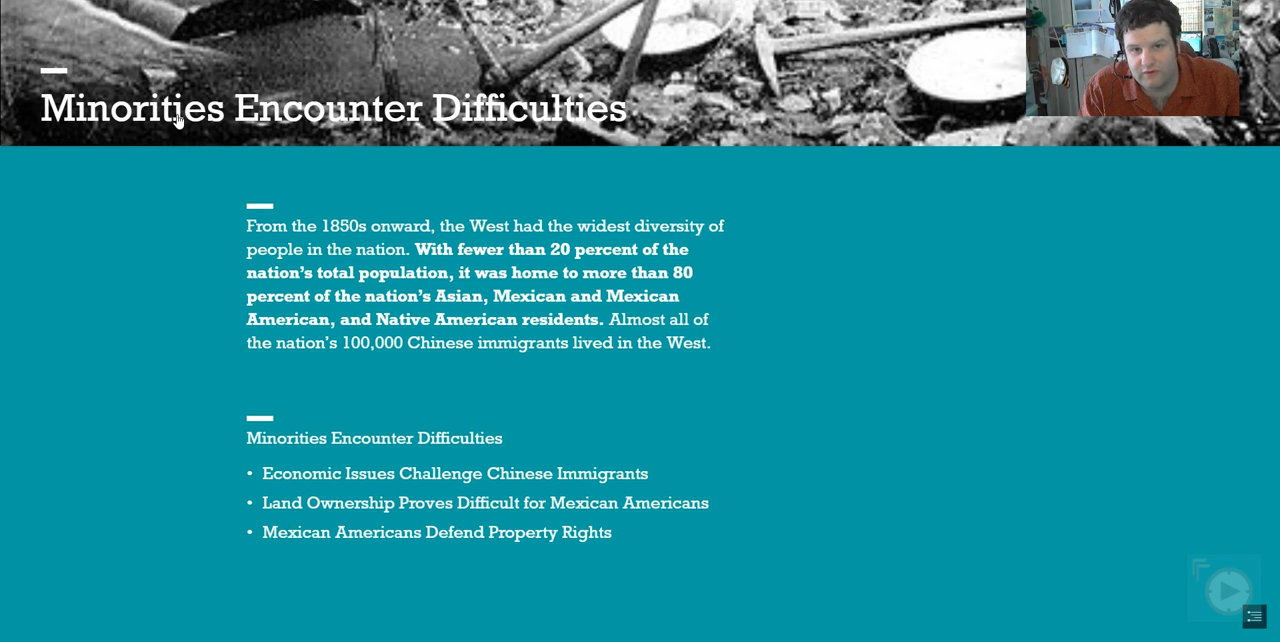 Minorities Encounter Difficulties
From the 1850s onward, the West had the widest diversity of
people in the nation. With fewer than 20 percent of the
nation's total population, it was home to more than 80
percent of the nation's Asian, Mexican and Mexican
American, and Native American residents. Almost all of
the nation's 100,000 Chinese immigrants lived in the West.
Minorities Encounter Difficulties
• Economic Issues Challenge Chinese Immigrants
• Land Ownership Proves Difficult for Mexican Americans
• Mexican Americans Defend Property Rights